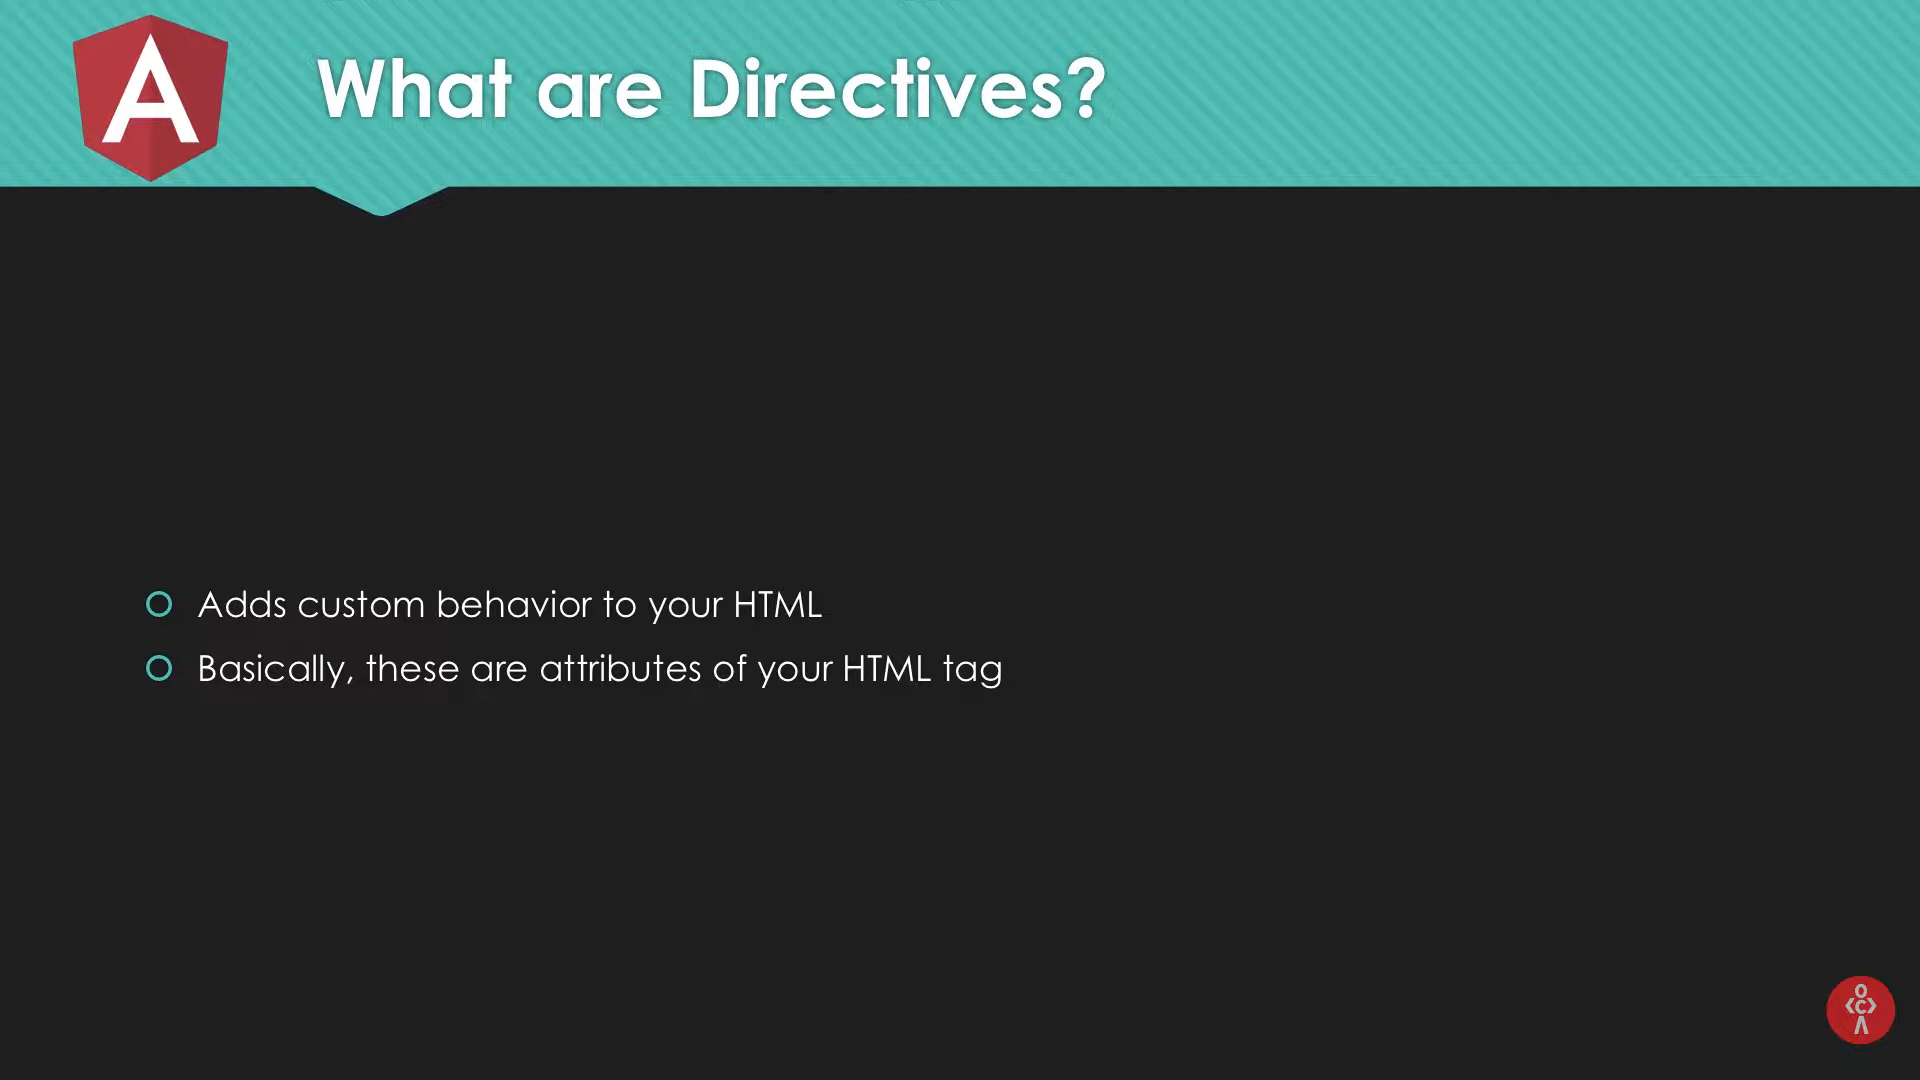 What are Directives?
Adds custom behavior to your HTML
Basically, these are attributes of your HTML tag